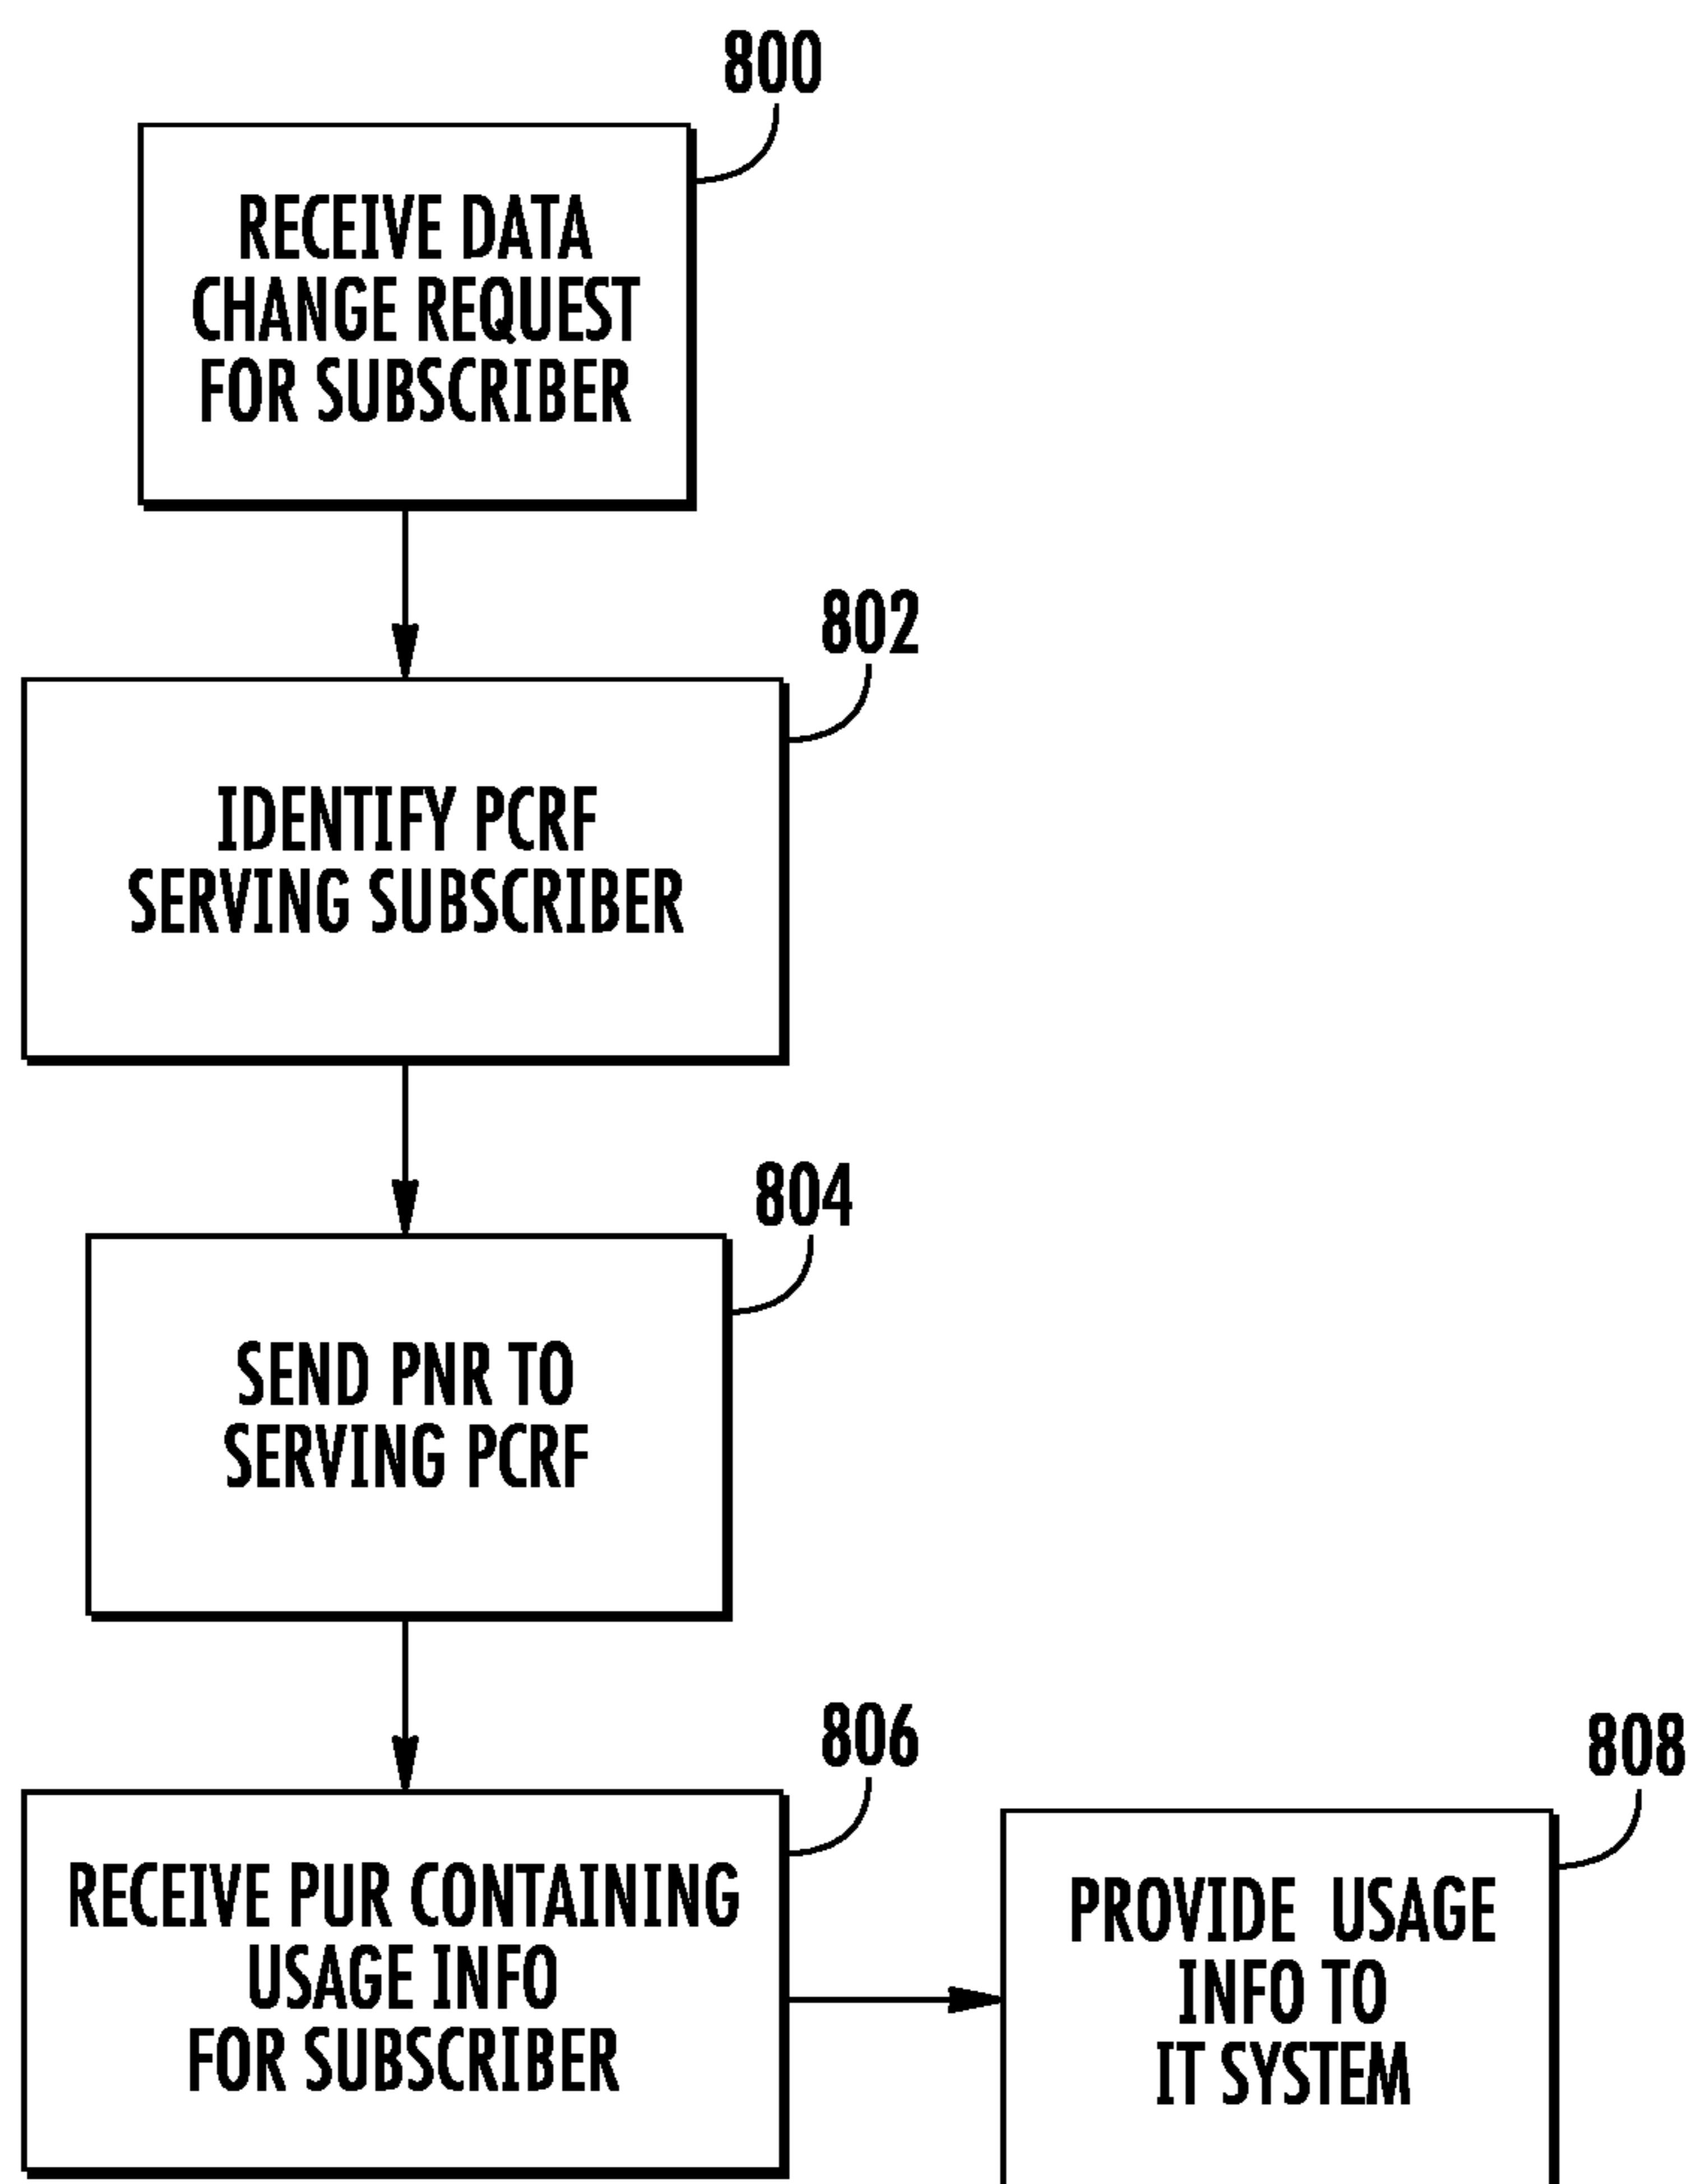 800
RECEIVE DATA
CHANGE REQUEST
FOR SUBSCRIBER
802
IDENTIFY PCRF
SERVING SUBSCRIBER
804
SEND PNR TO
SERVING PCRF
806
RECEIVE PUR CONTAINING
USAGE INFO
FOR SUBSCRIBER
808
PROVIDE USAGE
INFO TO
IT SYSTEM